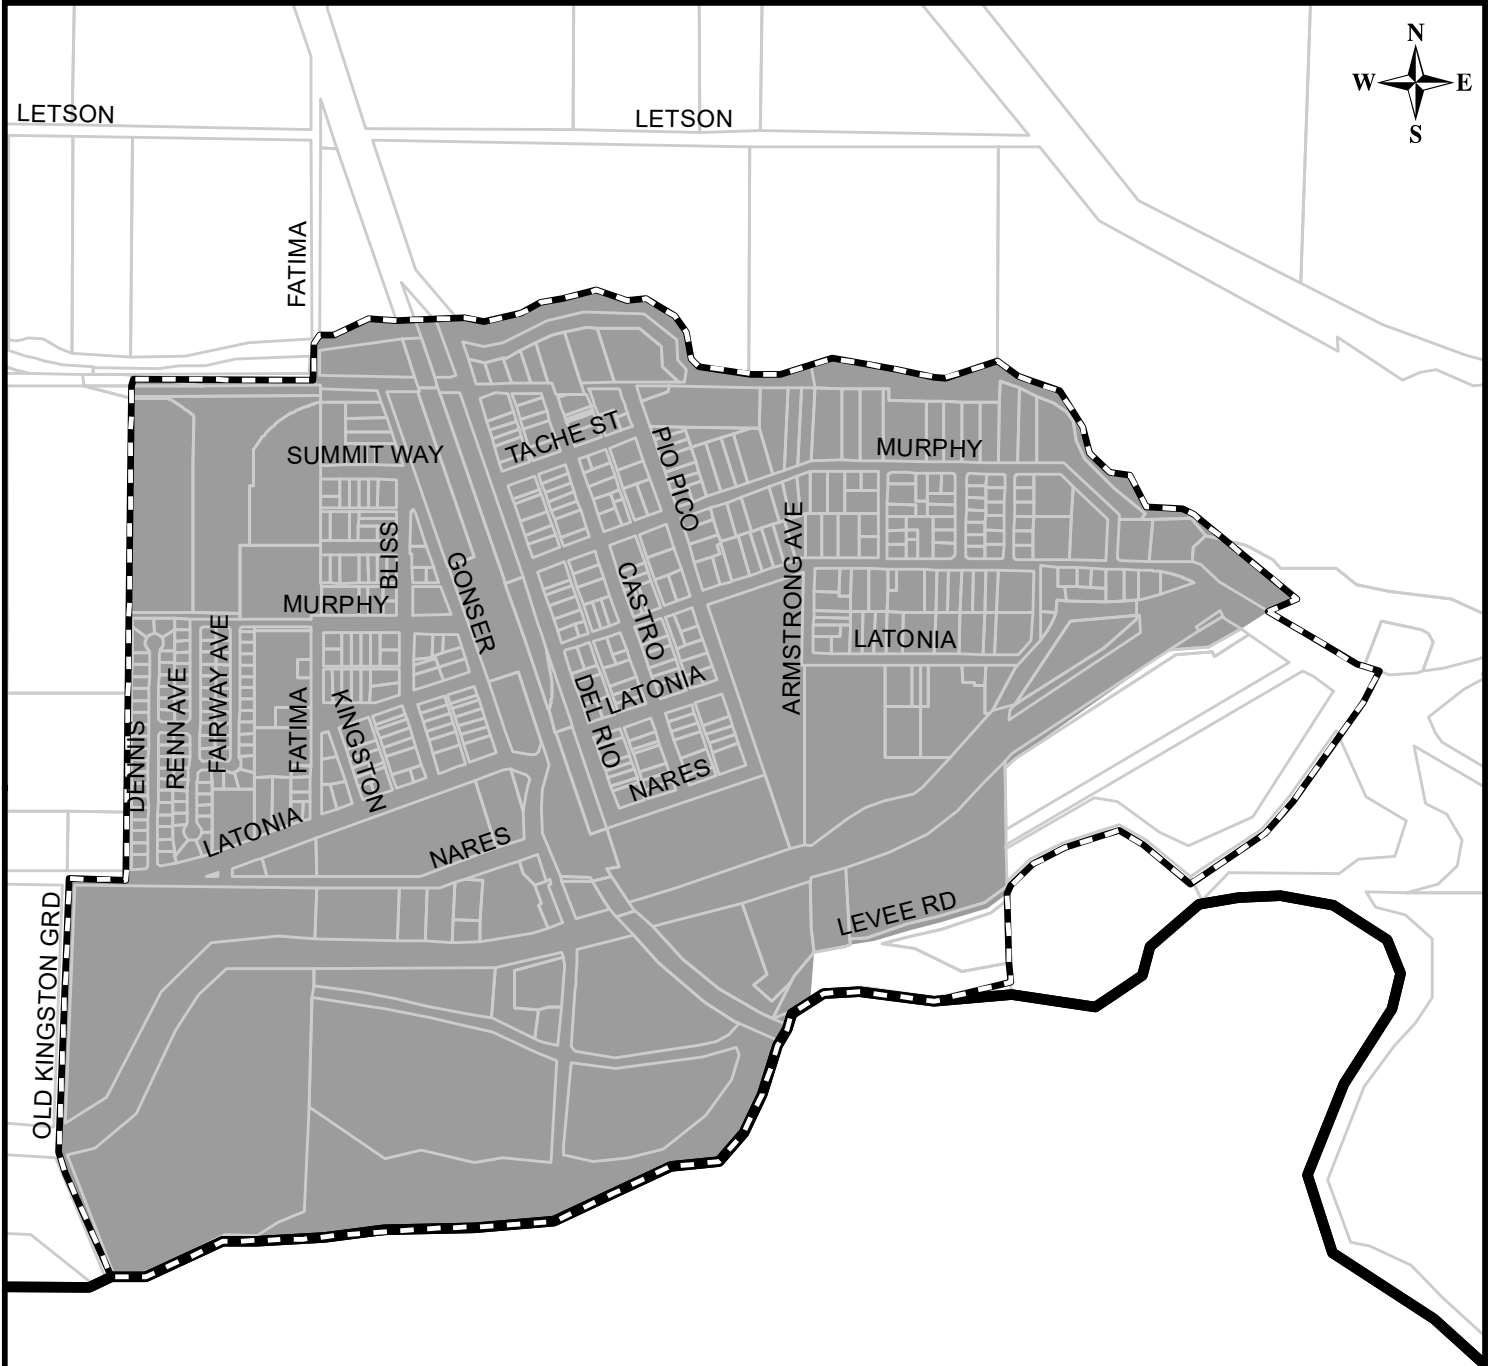 N
W E
S
LETSON
LETSON
FATIMA
SUMMIT WAY
TACHE ST
PIO PICO
MURPHY
BLISS
GONSER
CASTRO
ARMSTRONG AVE
MURPHY
LATONIA
DENNIS
RENN AVE
FAIRWAY AVE
FATIMA
KINGSTON
DEL RIO
LATONIA
NARES
LATONIA
NARES
LEVEE RD
OLD KINGSTON GRD